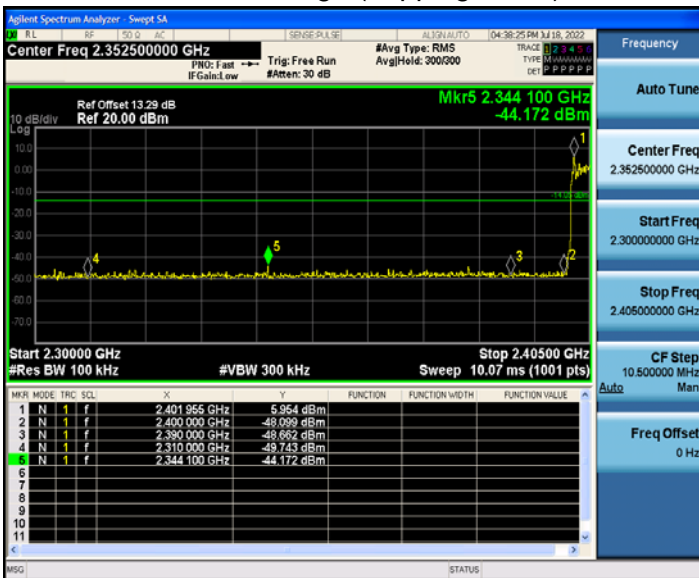 Agilent Spectrum Analyzer - Swept SA
RL RF 50 Ω AC SENSE:PULSE ALIGN AUTO 04:38:25 PM Jul 18, 2022
Center Freq 2.352500000 GHz
PNO: Fast
IFGain:Low
Trig: Free Run
#Atten: 30 dB
#Avg Type: RMS
Avg|Hold: 300/300
TRACE 1 2 3 4 5 6
TYPE MWWWWW
DET P P P P P P
Ref Offset 13.29 dB
Ref 20.00 dBm
Mkr5 2.344 100 GHz
-44.172 dBm
10 dB/div
Log
10.0
0.00
-10.0
-20.0
-30.0
-40.0
-50.0
-60.0
-70.0
1
2
3
4
5
Start 2.30000 GHz
Stop 2.40500 GHz
#Res BW 100 kHz #VBW 300 kHz Sweep 10.07 ms (1001 pts)
MKR MODE TRC SCL X Y FUNCTION FUNCTION WIDTH FUNCTION VALUE
1 N 1 f 2.401 955 GHz 5.954 dBm
2 N 1 f 2.400 000 GHz -48.099 dBm
3 N 1 f 2.390 000 GHz -48.662 dBm
4 N 1 f 2.310 000 GHz -49.743 dBm
5 N 1 f 2.344 100 GHz -44.172 dBm
6
7
8
9
10
11
MSG STATUS
Frequency
Auto Tune
Center Freq
2.352500000 GHz
Start Freq
2.300000000 GHz
Stop Freq
2.405000000 GHz
CF Step
10.500000 MHz
Auto Man
Freq Offset
0 Hz